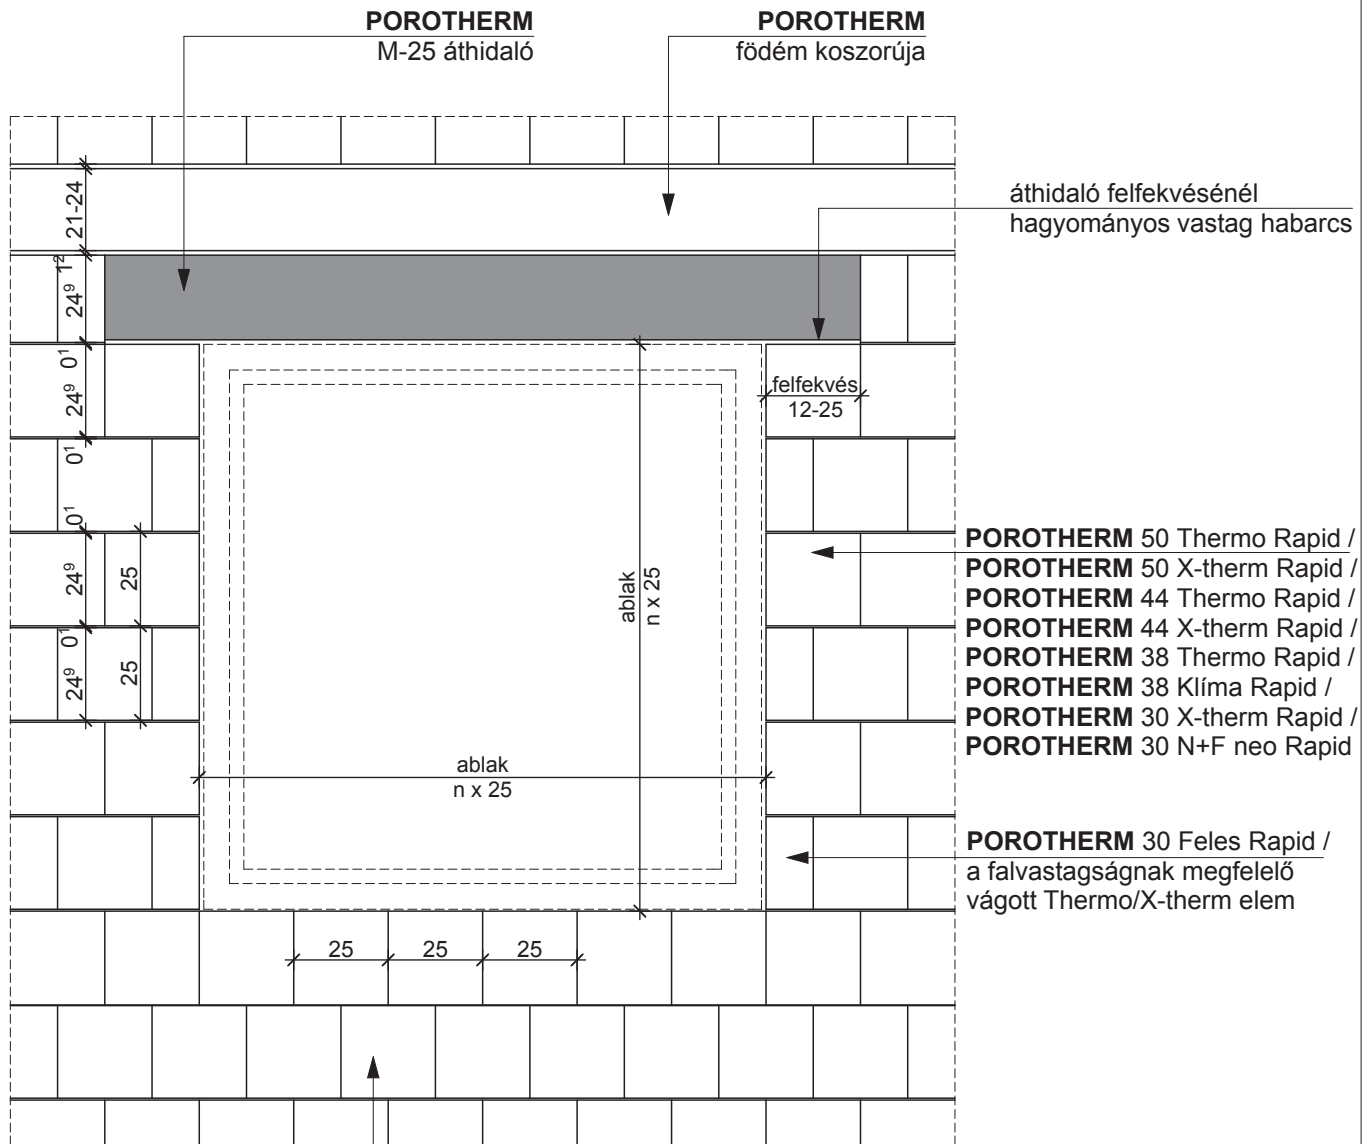 POROTHERM
M-25 áthidaló
POROTHERM
födém koszorúja
áthidaló felfekvésénél
hagyományos vastag habarcs
21-24
1²
24⁹
0¹
24⁹
0¹
0¹
24⁹
0¹
24⁹
25
25
felfekvés
12-25
ablak
n x 25
ablak
n x 25
POROTHERM 50 Thermo Rapid /
POROTHERM 50 X-therm Rapid /
POROTHERM 44 Thermo Rapid /
POROTHERM 44 X-therm Rapid /
POROTHERM 38 Thermo Rapid /
POROTHERM 38 Klíma Rapid /
POROTHERM 30 X-therm Rapid /
POROTHERM 30 N+F neo Rapid
POROTHERM 30 Feles Rapid /
a falvastagságnak megfelelő
vágott Thermo/X-therm elem
25
25
25